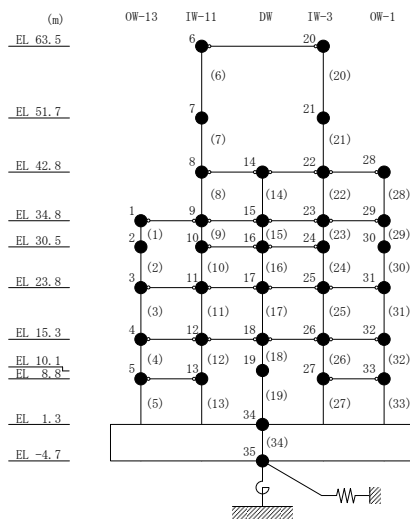 (m) OW-13 IW-11 DW IW-3 OW-1
EL 63.5 6 20
(6) (20)
EL 51.7 7 21
(7) (21)
EL 42.8 8 14 22 28
(8) (14) (22) (28)
EL 34.8 1 9 15 23 29
(1) (9) (15) (23) (29)
EL 30.5 2 10 16 24 30
(2) (10) (16) (24) (30)
EL 23.8 3 11 17 25 31
(3) (11) (17) (25) (31)
EL 15.3 4 12 18 26 32
(4) (12) (18) (26) (32)
EL 10.1 19
EL 8.8 5 13 27 33
(5) (13) (19) (27) (33)
EL 1.3 34
(34)
EL -4.7 35